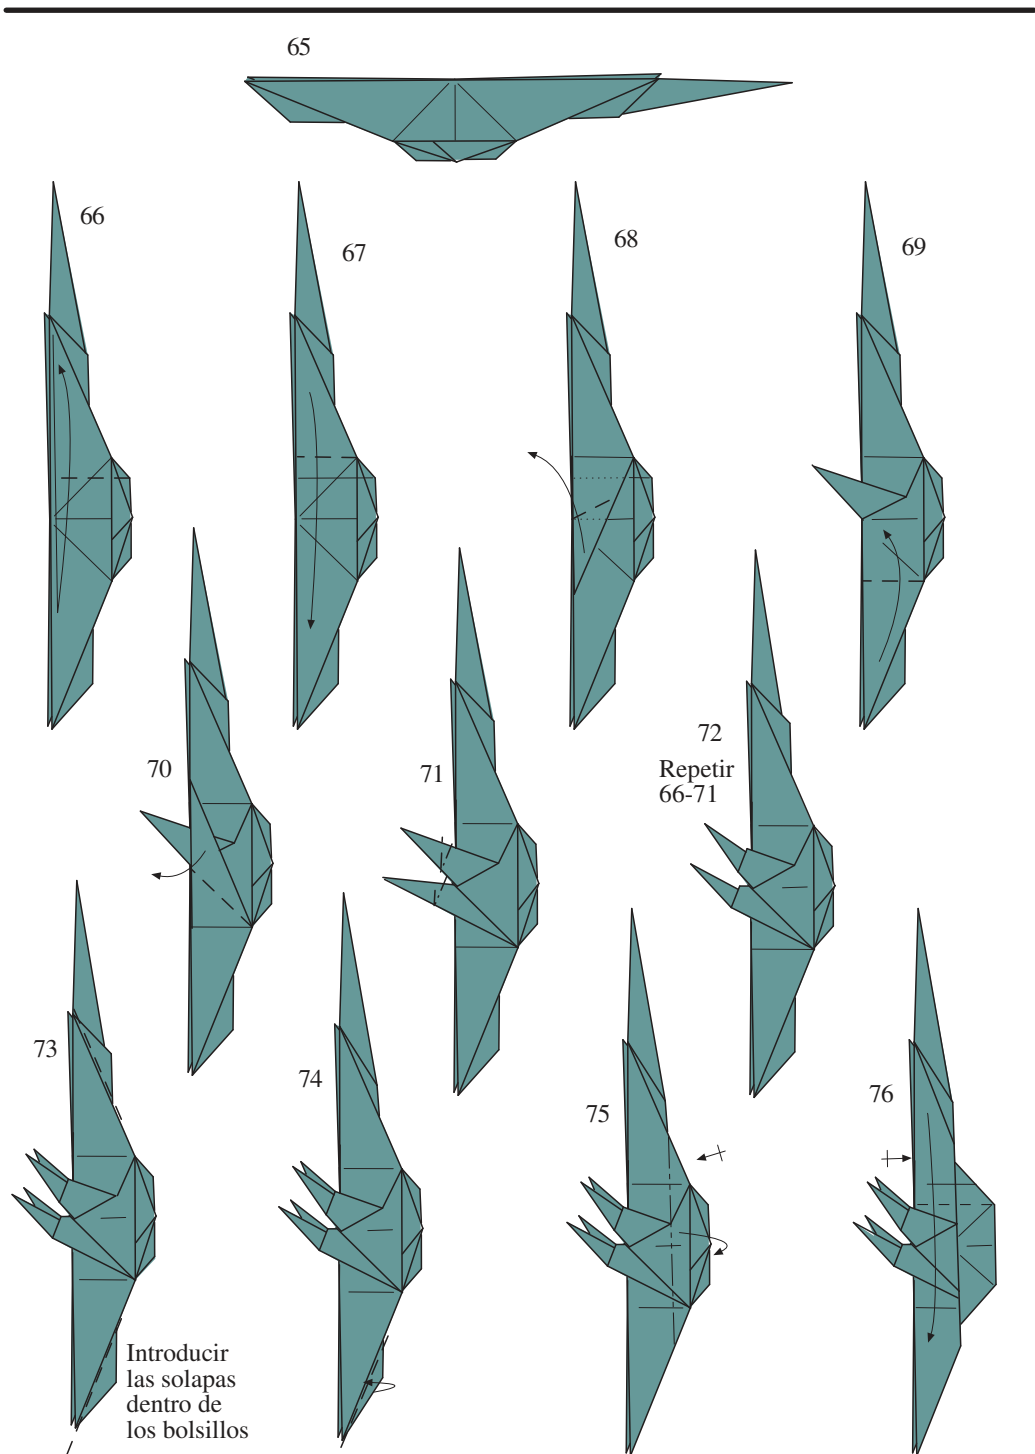 65
66
67
68
69
70
71
72
Repetir
66-71
73
74
75
76
Introducir
las solapas
dentro de
los bolsillos